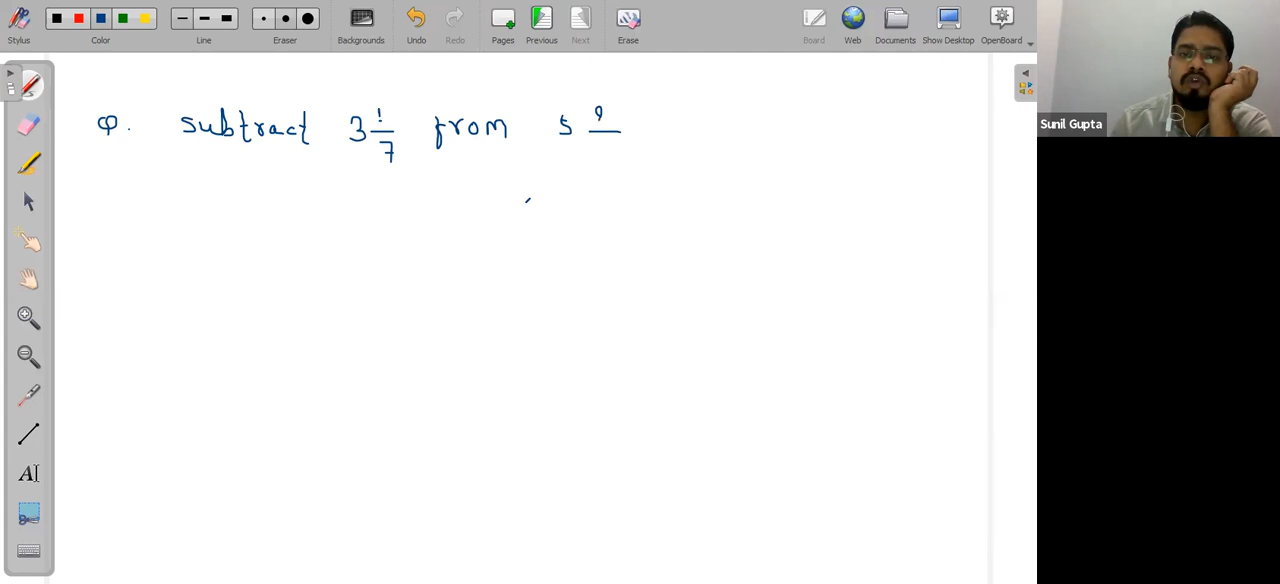 Stylus Color Line Eraser Backgrounds Undo Redo Pages Previous Next Erase Board Web Documents Show Desktop OpenBoard
Sunil Gupta
Q. subtract 3 1/7 from 5 9/